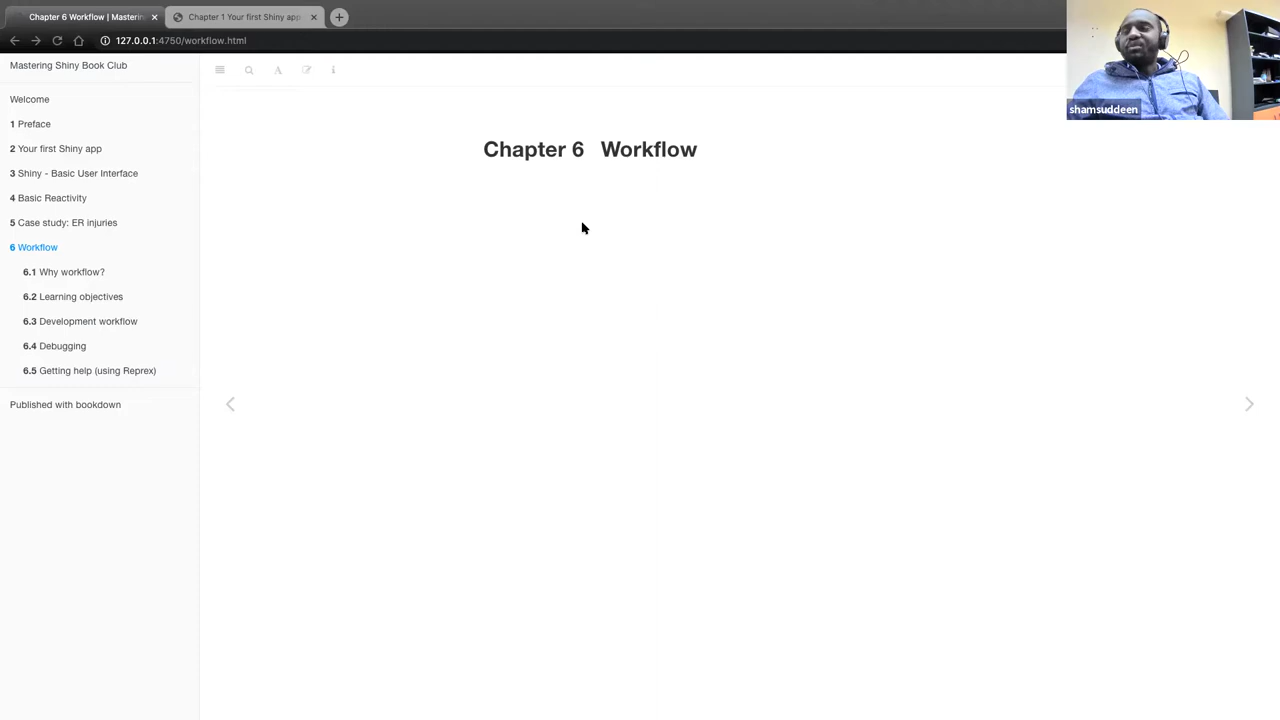 Chapter 6 Workflow | Masterin
Chapter 1 Your first Shiny app
127.0.0.1:4750/workflow.html
Mastering Shiny Book Club
Welcome
1 Preface
2 Your first Shiny app
3 Shiny - Basic User Interface
4 Basic Reactivity
5 Case study: ER injuries
6 Workflow
6.1 Why workflow?
6.2 Learning objectives
6.3 Development workflow
6.4 Debugging
6.5 Getting help (using Reprex)
Published with bookdown
Chapter 6 Workflow
shamsuddeen